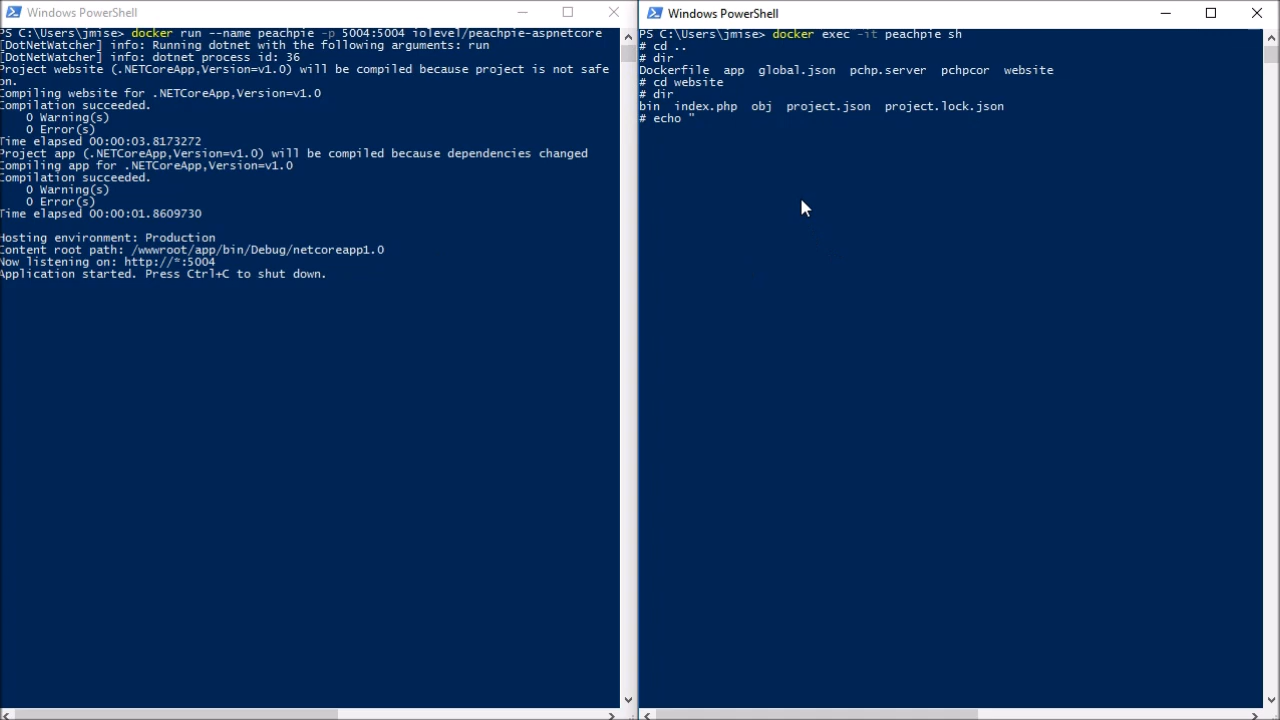 Windows PowerShell
PS C:\Users\jmise> docker run --name peachpie -p 5004:5004 iolevel/peachpie-aspnetcore
[DotNetWatcher] info: Running dotnet with the following arguments: run
[DotNetWatcher] info: dotnet process id: 36
Project website (.NETCoreApp,Version=v1.0) will be compiled because project is not safe
on.
Compiling website for .NETCoreApp,Version=v1.0
Compilation succeeded.
0 Warning(s)
0 Error(s)
Time elapsed 00:00:03.8173272
Project app (.NETCoreApp,Version=v1.0) will be compiled because dependencies changed
Compiling app for .NETCoreApp,Version=v1.0
Compilation succeeded.
0 Warning(s)
0 Error(s)
Time elapsed 00:00:01.8609730
Hosting environment: Production
Content root path: /wwwroot/app/bin/Debug/netcoreapp1.0
Now listening on: http://*:5004
Application started. Press Ctrl+C to shut down.
Windows PowerShell
PS C:\Users\jmise> docker exec -it peachpie sh
# cd ..
# dir
Dockerfile app global.json pchp.server pchpcor website
# cd website
# dir
bin index.php obj project.json project.lock.json
# echo "